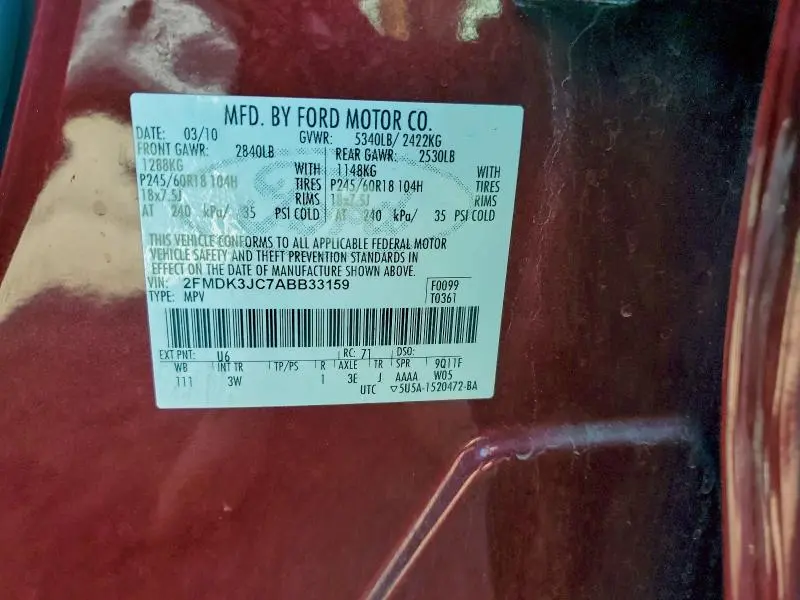 MFD. BY FORD MOTOR CO.
DATE: 03/10 GVWR: 5340LB/ 2422KG
FRONT GAWR: 2840LB REAR GAWR: 2530LB
1288KG WITH 1148KG WITH
P245/60R18 104H TIRES P245/60R18 104H TIRES
18x7.5J RIMS 18x7.5J RIMS
AT 240 kPa/ 35 PSI COLD AT 240 kPa/ 35 PSI COLD
THIS VEHICLE CONFORMS TO ALL APPLICABLE FEDERAL MOTOR
VEHICLE SAFETY AND THEFT PREVENTION STANDARDS IN
EFFECT ON THE DATE OF MANUFACTURE SHOWN ABOVE.
VIN: 2FMDK3JC7ABB33159 F0099
TYPE: MPV T0361
EXT PNT: U6 RC: 71 DSO:
WB INT TR TP/PS R AXLE TR SPR 9Q11F
111 3W 1 3E J AAAA W05
UTC ▽5U5A-1520472-BA